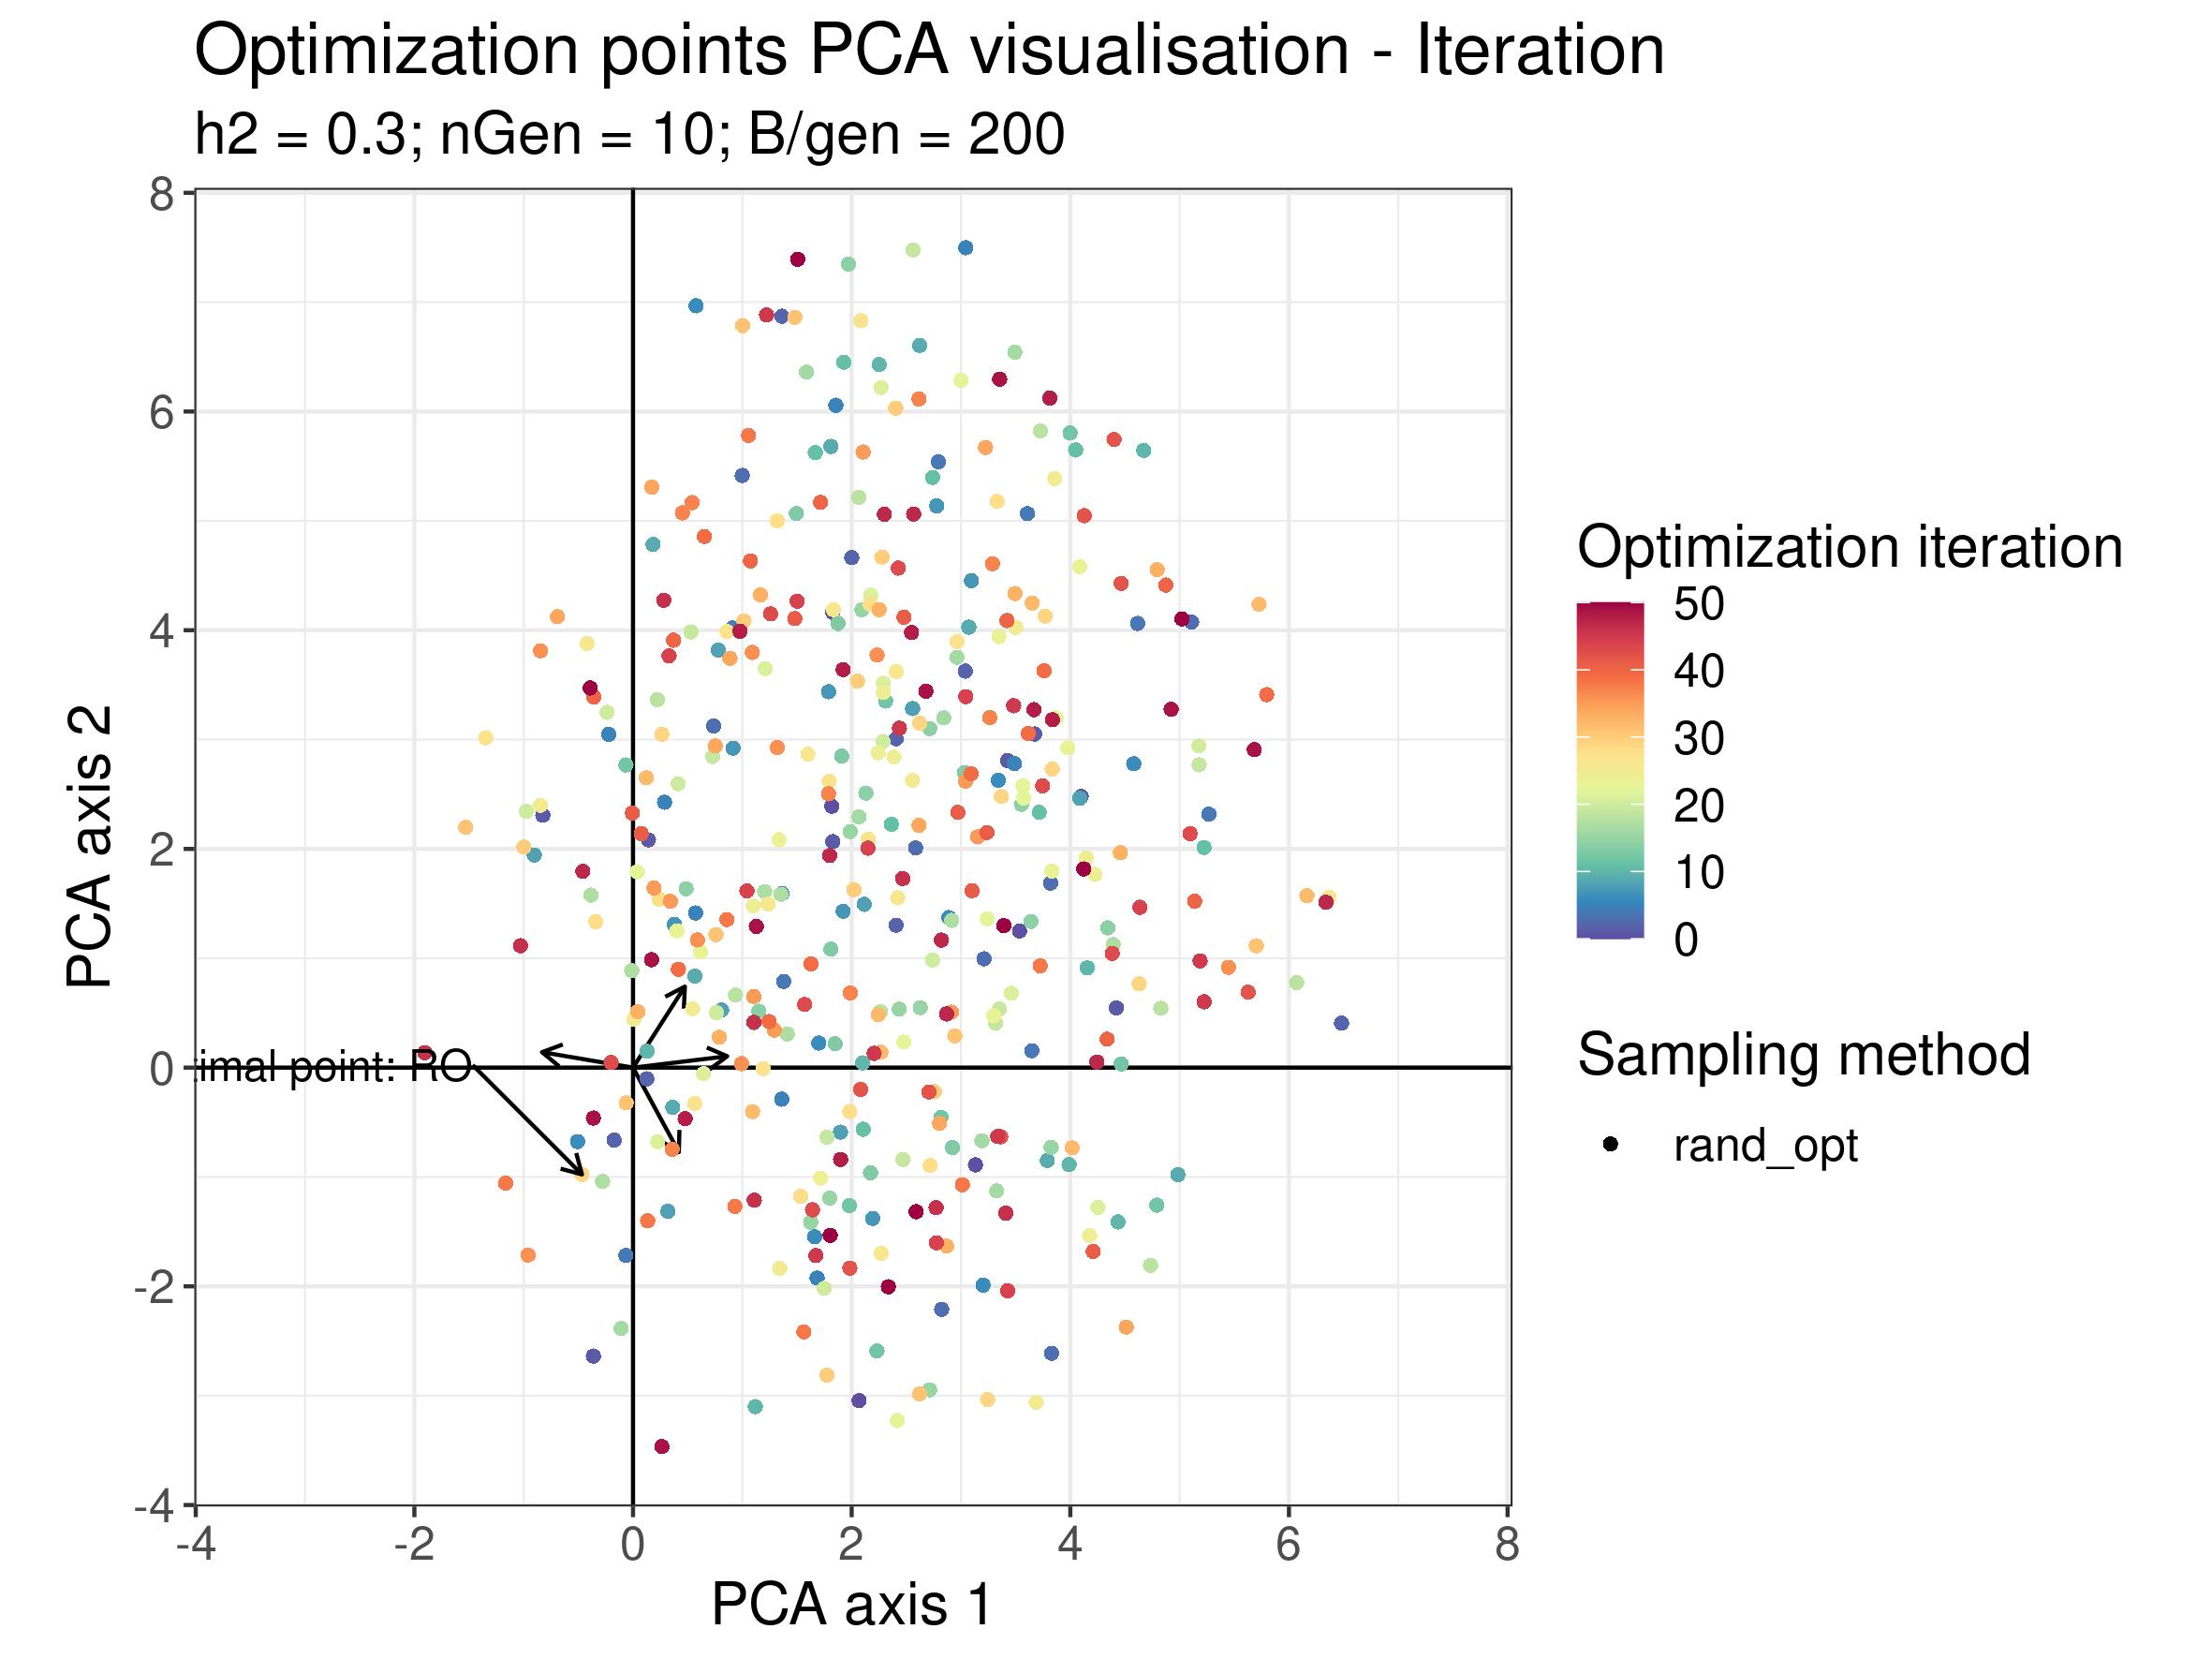 Optimization points PCA visualisation - Iteration
h2 = 0.3; nGen = 10; B/gen = 200
8
6
4
2
0
-2
-4
PCA axis 2
imal point: RO
-4
-2
0
2
4
6
8
PCA axis 1
Optimization iteration
50
40
30
20
10
0
Sampling method
rand_opt